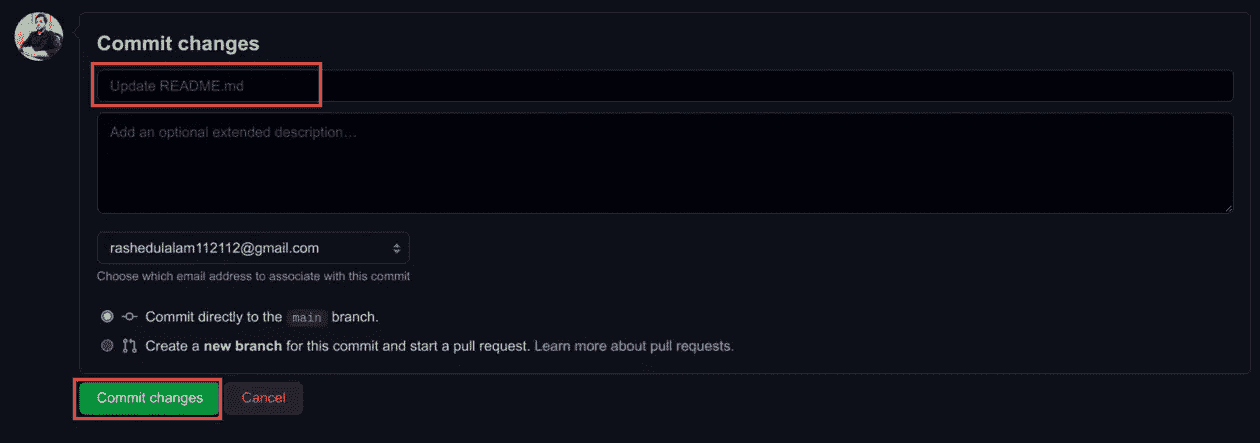 Commit changes
Update README.md
Add an optional extended description…
rashedulalam112112@gmail.com
Choose which email address to associate with this commit
Commit directly to the main branch.
Create a new branch for this commit and start a pull request. Learn more about pull requests.
Commit changes Cancel